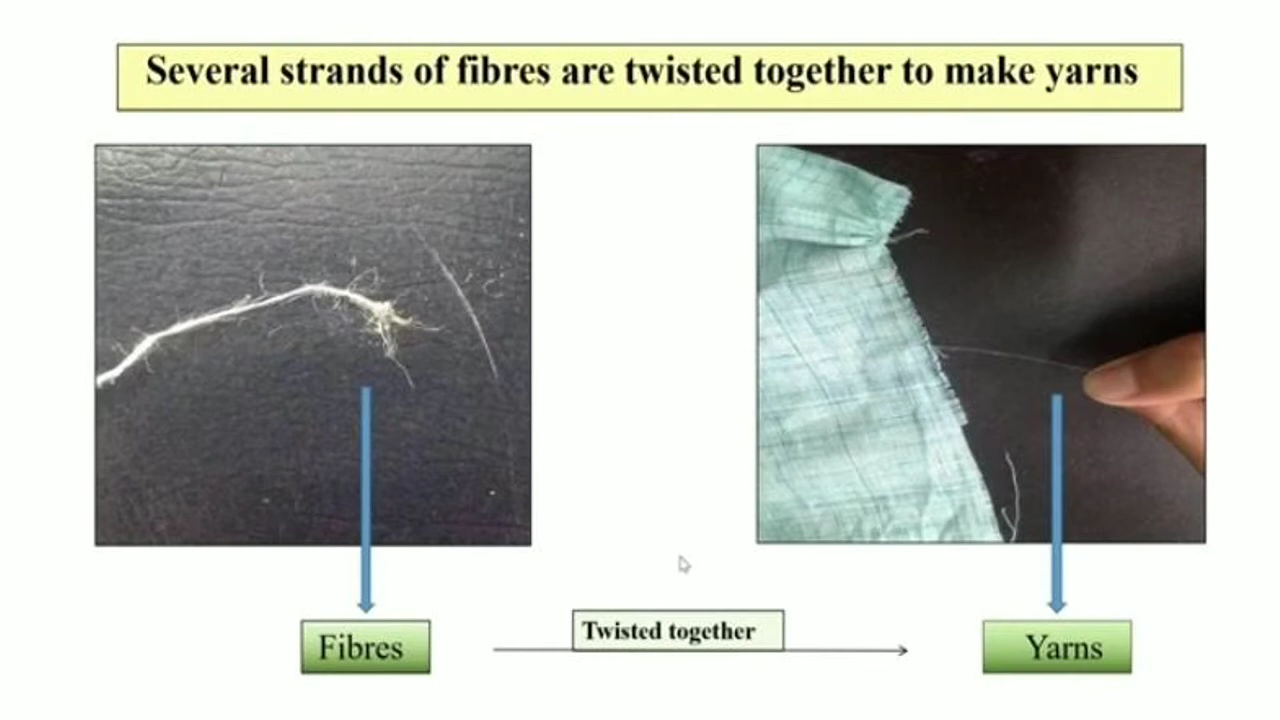 Several strands of fibres are twisted together to make yarns
Fibres
Twisted together
Yarns